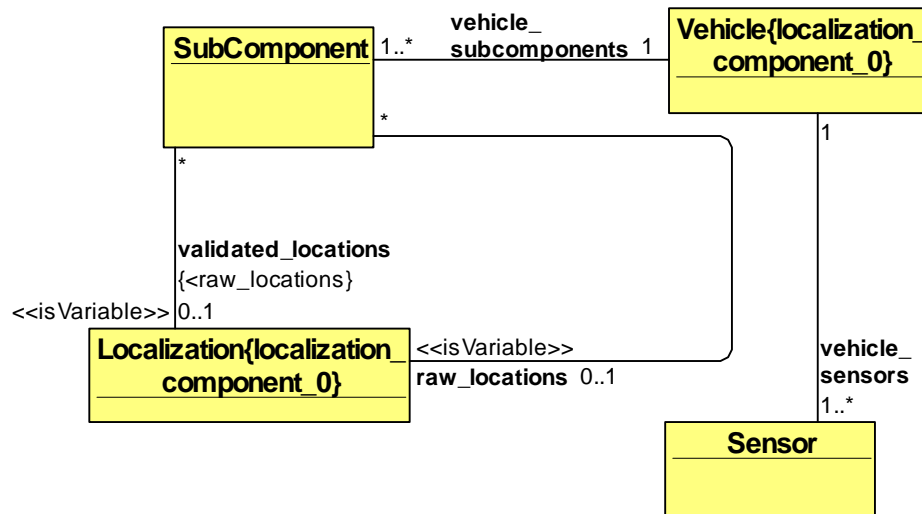 SubComponent
1..*
vehicle_
subcomponents
1
Vehicle{localization_
component_0}
*
1
*
validated_locations
{<raw_locations}
<<isVariable>>
0..1
Localization{localization_
component_0}
<<isVariable>>
raw_locations
0..1
vehicle_
sensors
1..*
Sensor